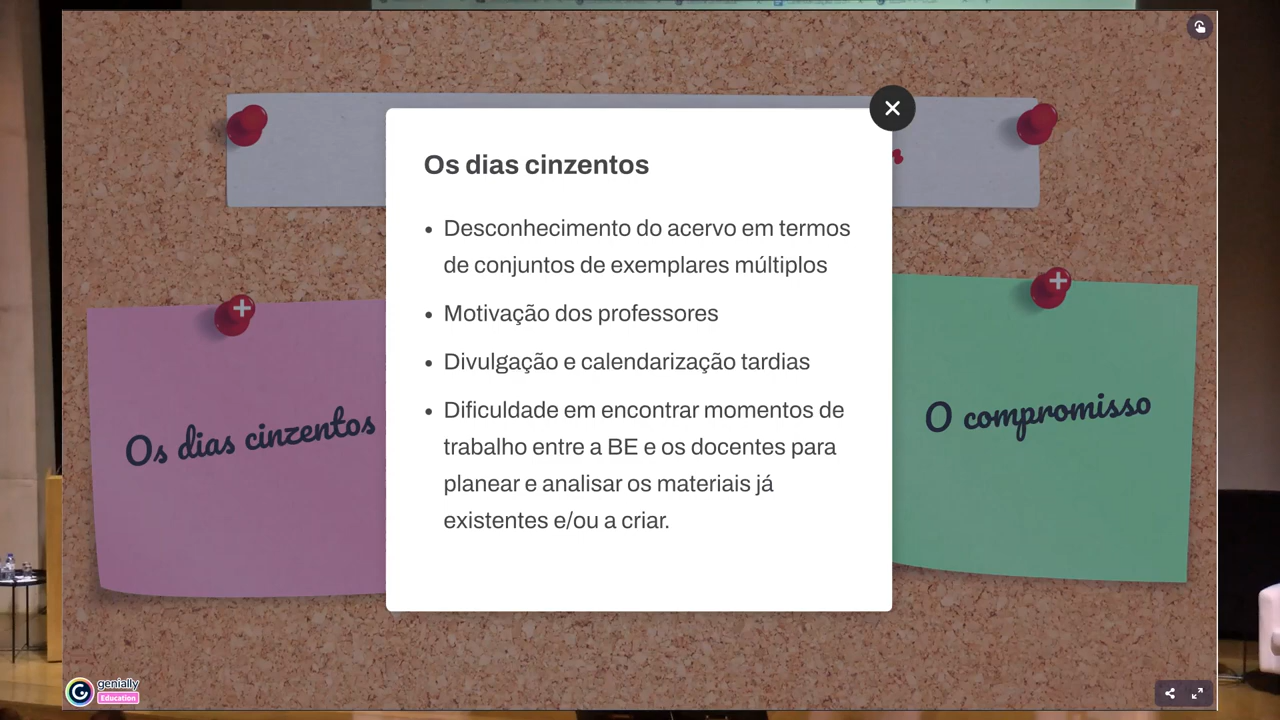 Os dias cinzentos
• Desconhecimento do acervo em termos
de conjuntos de exemplares múltiplos
• Motivação dos professores
• Divulgação e calendarização tardias
• Dificuldade em encontrar momentos de
trabalho entre a BE e os docentes para
planear e analisar os materiais já
existentes e/ou a criar.
Os dias cinzentos
O compromisso
genially
Education